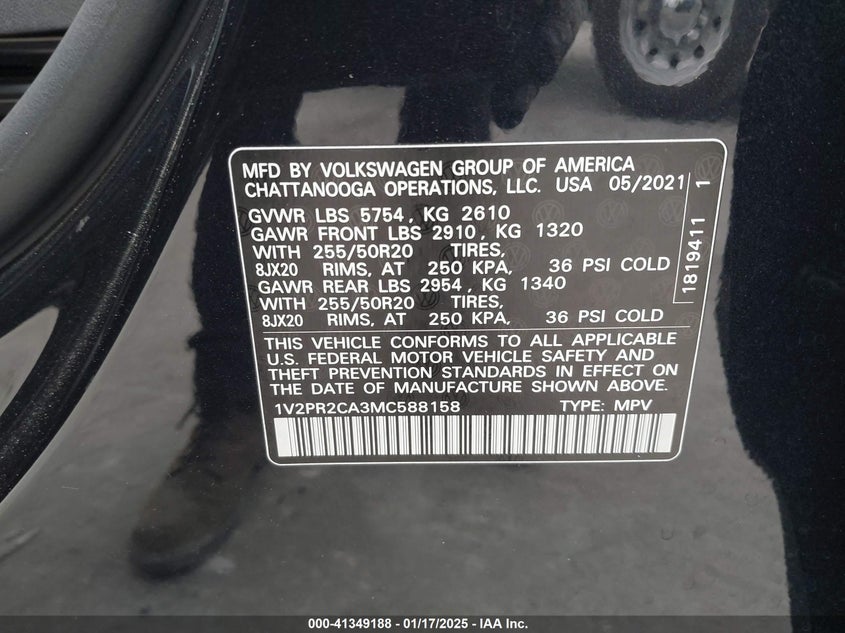 MFD BY VOLKSWAGEN GROUP OF AMERICA
CHATTANOOGA OPERATIONS, LLC. USA 05/2021
GVWR LBS 5754, KG 2610
GAWR FRONT LBS 2910, KG 1320
WITH 255/50R20 TIRES,
8JX20 RIMS, AT 250 KPA, 36 PSI COLD
GAWR REAR LBS 2954, KG 1340
WITH 255/50R20 TIRES,
8JX20 RIMS, AT 250 KPA, 36 PSI COLD
THIS VEHICLE CONFORMS TO ALL APPLICABLE
U.S. FEDERAL MOTOR VEHICLE SAFETY AND
THEFT PREVENTION STANDARDS IN EFFECT ON
THE DATE OF MANUFACTURE SHOWN ABOVE.
1V2PR2CA3MC588158 TYPE: MPV
1819411 1
000-41349188 - 01/17/2025 - IAA Inc.